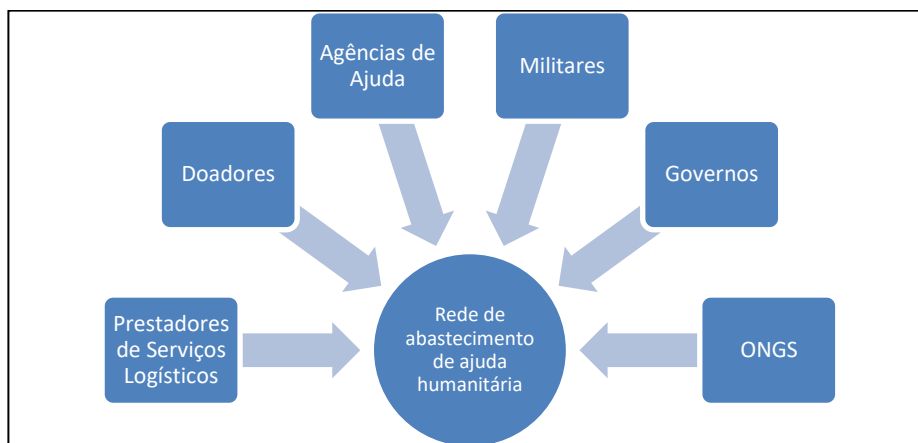 Agências de
Ajuda
Militares
Doadores
Governos
Prestadores
de Serviços
Logísticos
Rede de
abastecimento
de ajuda
humanitária
ONGS